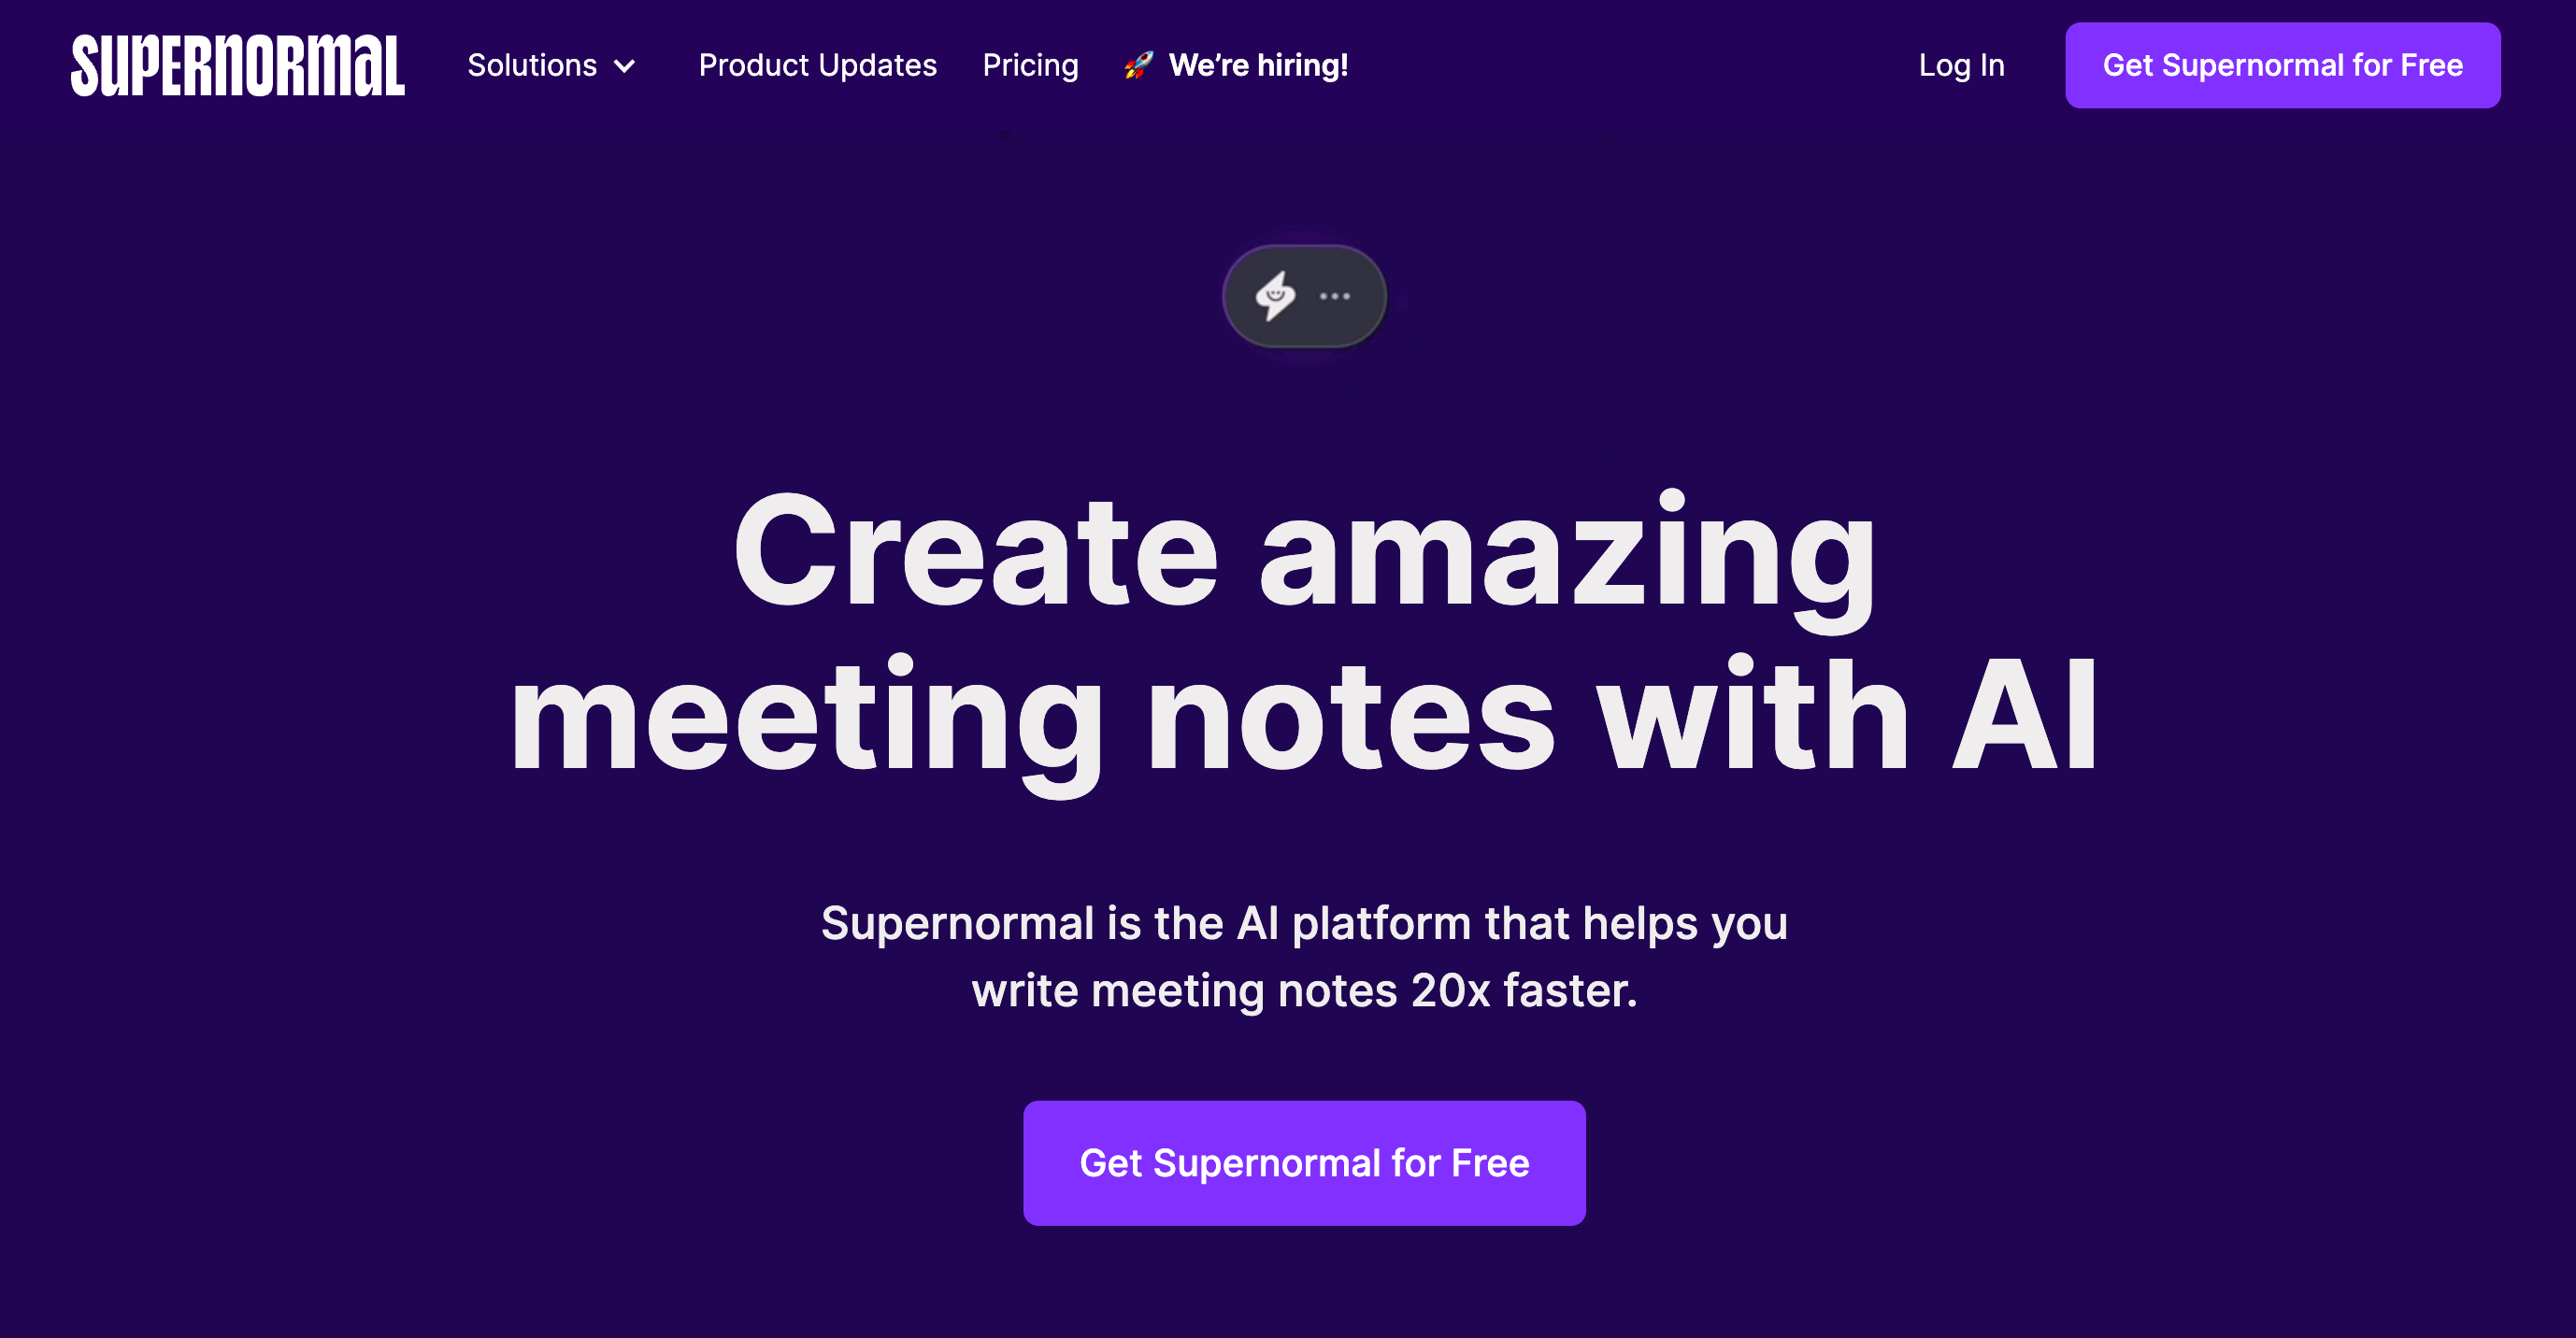 SUPERNORMAL
Solutions
Product Updates
Pricing
🚀 We’re hiring!
Log In
Get Supernormal for Free
Create amazing
meeting notes with AI
Supernormal is the AI platform that helps you
write meeting notes 20x faster.
Get Supernormal for Free